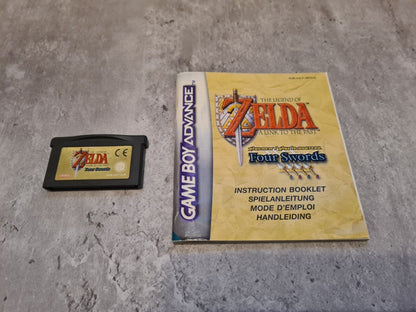 ZELDA
CE
GAME BOY ADVANCE
THE LEGEND OF
ZELDA
A LINK TO THE PAST
Four Swords
INSTRUCTION BOOKLET
SPIELANLEITUNG
MODE D'EMPLOI
HANDLEIDING